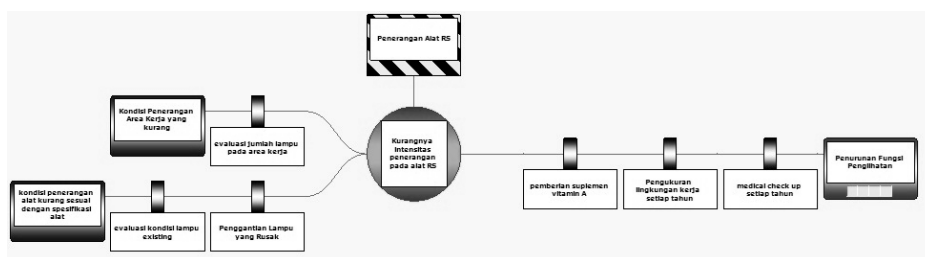 Penerangan Alat RS
Kondisi Penerangan
Area Kerja yang
kurang
evaluasi jumlah lampu
pada area kerja
Kurangnya
intensitas
penerangan
pada alat RS
kondisi penerangan
alat kurang sesuai
dengan spesifikasi
alat
evaluasi kondisi lampu
existing
Penggantian Lampu
yang Rusak
pemberian suplemen
vitamin A
Pengukuran
lingkungan kerja
setiap tahun
medical check up
setiap tahun
Penurunan Fungsi
Penglihatan